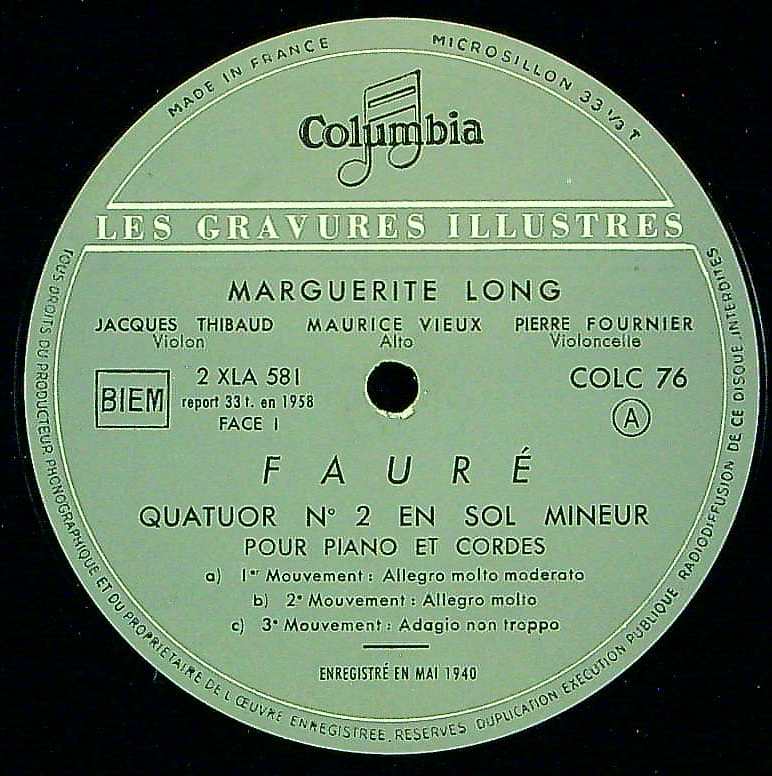 MADE IN FRANCE
MICROSILLON 33 1/3 T
Columbia
LES GRAVURES ILLUSTRES
MARGUERITE LONG
JACQUES THIBAUD MAURICE VIEUX PIERRE FOURNIER
Violon Alto Violoncelle
BIEM
2 XLA 581
report 33 t. en 1958
FACE 1
COLC 76
A
FAURÉ
QUATUOR N° 2 EN SOL MINEUR
POUR PIANO ET CORDES
a) 1er Mouvement : Allegro molto moderato
b) 2e Mouvement : Allegro molto
c) 3e Mouvement : Adagio non troppo
ENREGISTRÉ EN MAI 1940
TOUS DROITS DU PRODUCTEUR PHONOGRAPHIQUE ET DU PROPRIETAIRE DE L'ŒUVRE ENREGISTREE RESERVES DUPLICATION EXECUTION PUBLIQUE RADIODIFFUSION DE CE DISQUE INTERDITES